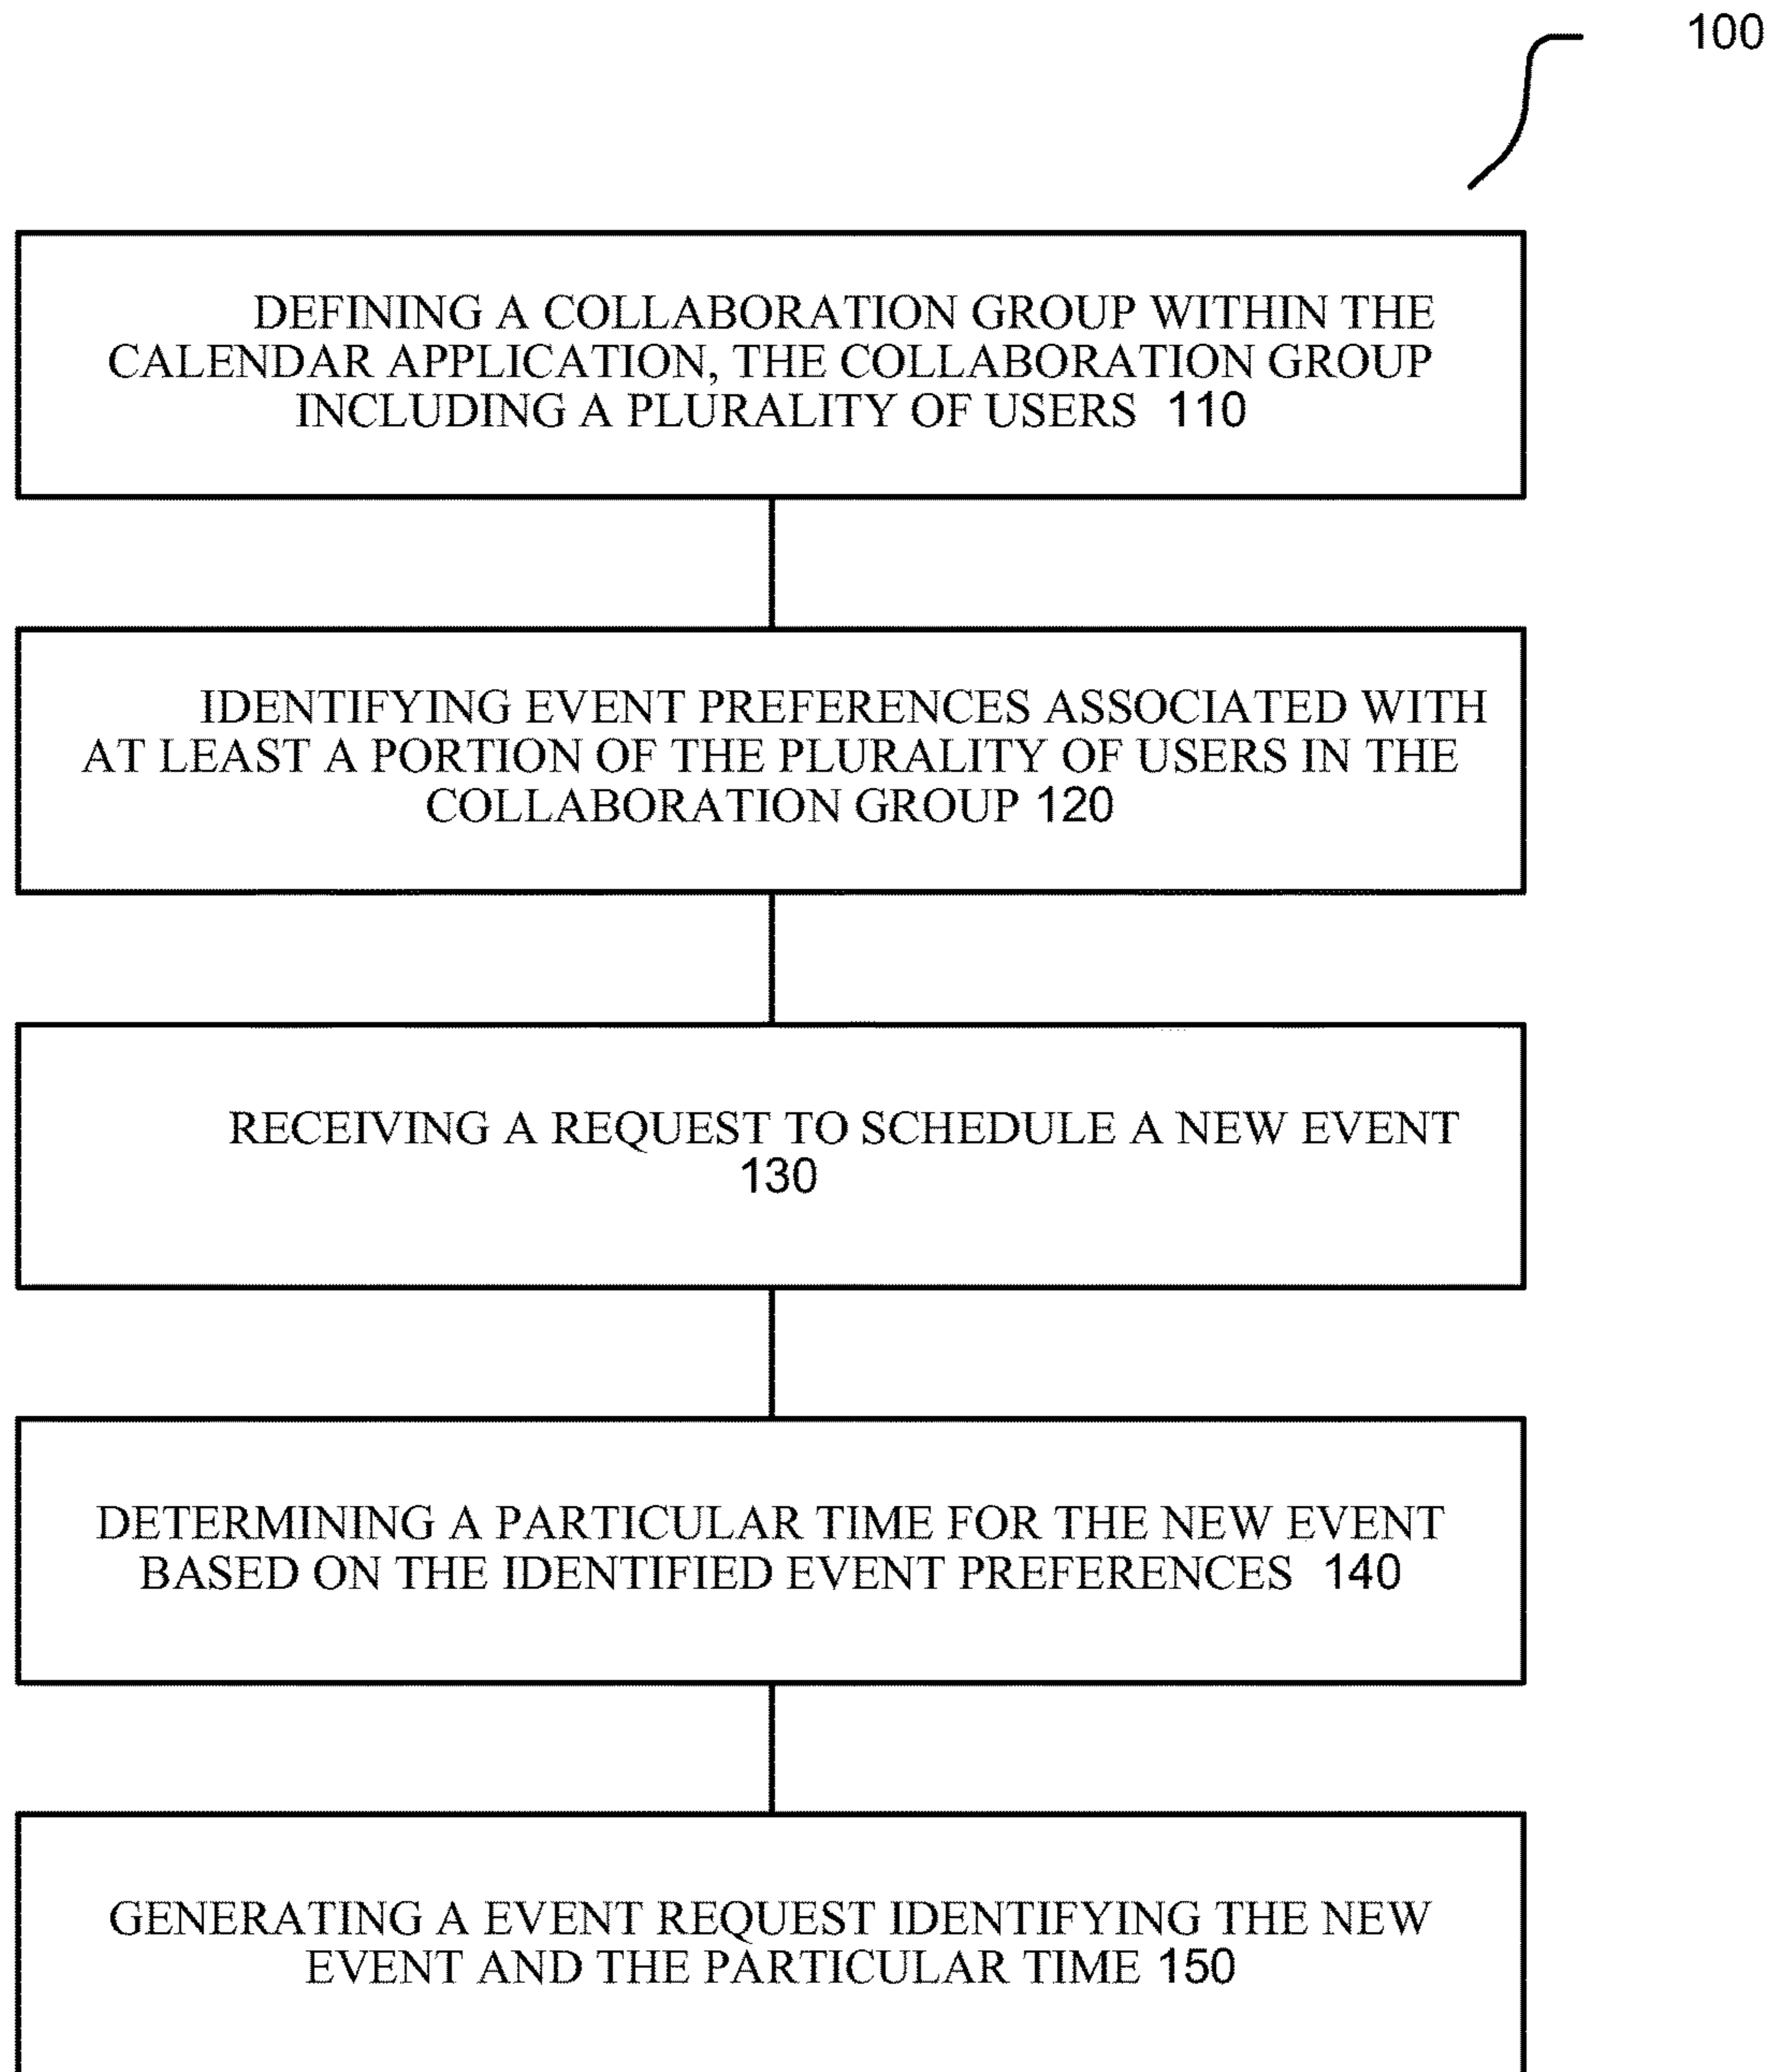 100
DEFINING A COLLABORATION GROUP WITHIN THE
CALENDAR APPLICATION, THE COLLABORATION GROUP
INCLUDING A PLURALITY OF USERS 110
IDENTIFYING EVENT PREFERENCES ASSOCIATED WITH
AT LEAST A PORTION OF THE PLURALITY OF USERS IN THE
COLLABORATION GROUP 120
RECEIVING A REQUEST TO SCHEDULE A NEW EVENT
130
DETERMINING A PARTICULAR TIME FOR THE NEW EVENT
BASED ON THE IDENTIFIED EVENT PREFERENCES 140
GENERATING A EVENT REQUEST IDENTIFYING THE NEW
EVENT AND THE PARTICULAR TIME 150